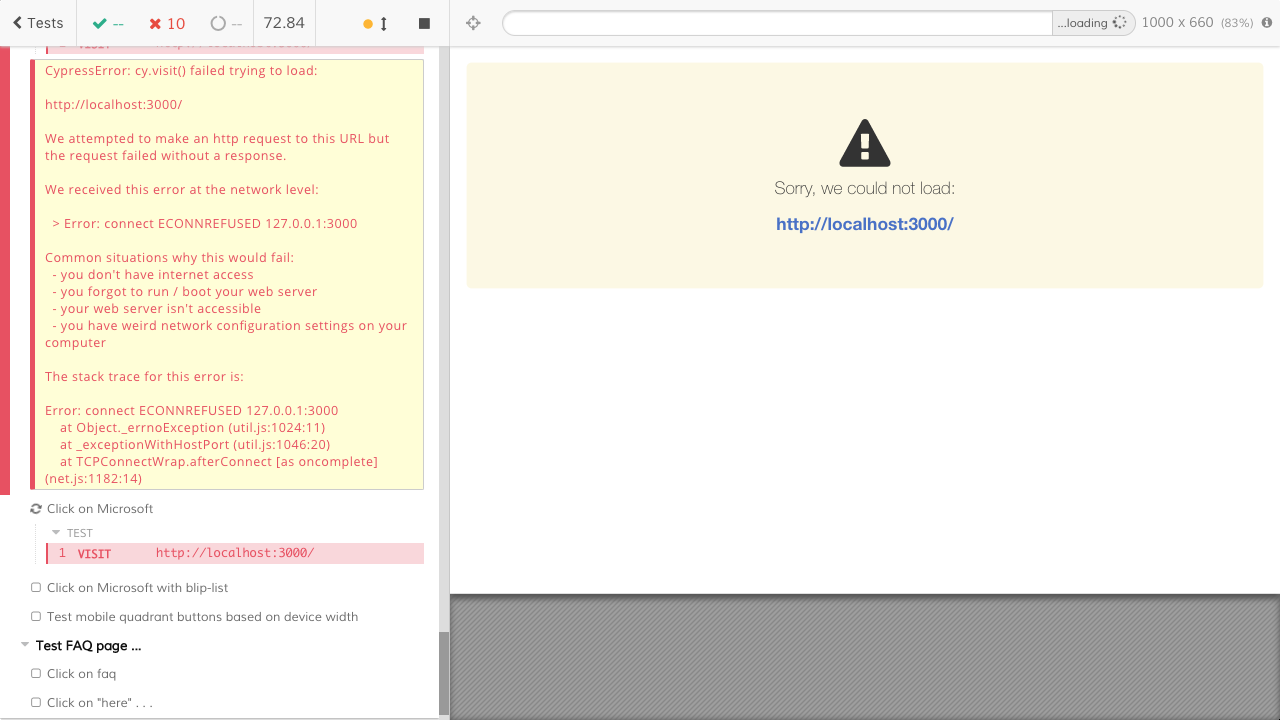 Tests
--
10
--
72.84
...loading
1000 x 660 (83%)
CypressError: cy.visit() failed trying to load:
http://localhost:3000/
We attempted to make an http request to this URL but
the request failed without a response.
We received this error at the network level:
> Error: connect ECONNREFUSED 127.0.0.1:3000
Common situations why this would fail:
- you don't have internet access
- you forgot to run / boot your web server
- your web server isn't accessible
- you have weird network configuration settings on your
computer
The stack trace for this error is:
Error: connect ECONNREFUSED 127.0.0.1:3000
at Object._errnoException (util.js:1024:11)
at _exceptionWithHostPort (util.js:1046:20)
at TCPConnectWrap.afterConnect [as oncomplete]
(net.js:1182:14)
Click on Microsoft
TEST
1 VISIT http://localhost:3000/
Click on Microsoft with blip-list
Test mobile quadrant buttons based on device width
Test FAQ page ...
Click on faq
Click on "here" . . .
Sorry, we could not load:
http://localhost:3000/